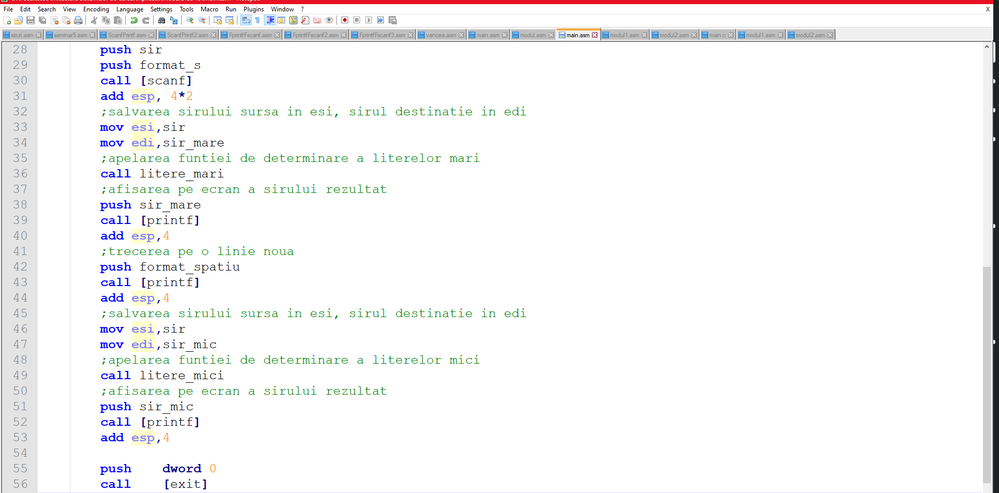 File Edit Search View Encoding Language Settings Tools Macro Run Plugins Window ? X
siruri.asm seminar5.asm ScanfPrintf.asm ScanfPrintf2.asm FprintfFscanf.asm FprintfFscanf2.asm FprintfFscanf3.asm vancea.asm main.asm modul.asm main.asm modul1.asm modul2.asm main.c modul1.asm modul2.asm
28 push sir
29 push format_s
30 call [scanf]
31 add esp, 4*2
32 ;salvarea sirului sursa in esi, sirul destinatie in edi
33 mov esi,sir
34 mov edi,sir_mare
35 ;apelarea funtiei de determinare a literelor mari
36 call litere_mari
37 ;afisarea pe ecran a sirului rezultat
38 push sir_mare
39 call [printf]
40 add esp,4
41 ;trecerea pe o linie noua
42 push format_spatiu
43 call [printf]
44 add esp,4
45 ;salvarea sirului sursa in esi, sirul destinatie in edi
46 mov esi,sir
47 mov edi,sir_mic
48 ;apelarea funtiei de determinare a literelor mici
49 call litere_mici
50 ;afisarea pe ecran a sirului rezultat
51 push sir_mic
52 call [printf]
53 add esp,4
54
55 push dword 0
56 call [exit]